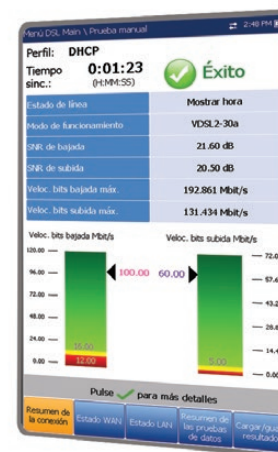 Menú DSL Main \ Prueba manual 2:48 PM
Perfil: DHCP
Tiempo sinc.: 0:01:23 (H:MM:SS)
Éxito
Estado de línea Mostrar hora
Modo de funcionamiento VDSL2-30a
SNR de bajada 21.60 dB
SNR de subida 20.50 dB
Veloc. bits bajada máx. 192.861 Mbit/s
Veloc. bits subida máx. 131.434 Mbit/s
Veloc. bits bajada Mbit/s Veloc. bits subida Mbit/s
120.00
96.00
72.00
48.00
24.00
0.00
100.00 60.00
35.00
12.00
5.00
72.0
57.6
43.2
28.8
14.4
0.00
Pulse para más detalles
Resumen de la conexión
Estado WAN
Estado LAN
Resumen de las pruebas de datos
Cargar/gua
resultado